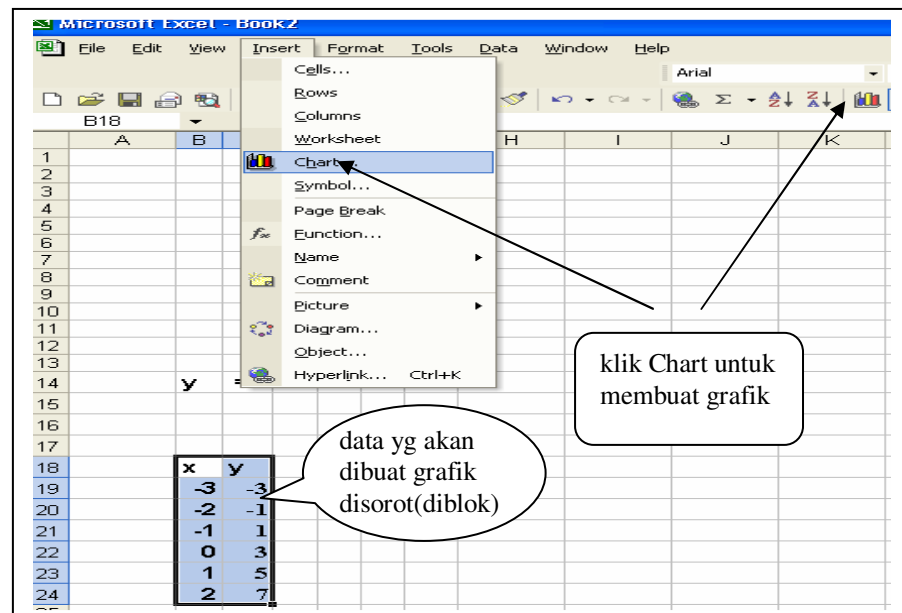 Microsoft Excel - Book2
File Edit View Insert Format Tools Data Window Help
Arial
B18
A B H I J K
Cells...
Rows
Columns
Worksheet
Chart...
Symbol...
Page Break
Function...
Name
Comment
Picture
Diagram...
Object...
Hyperlink... Ctrl+K
1
2
3
4
5
6
7
8
9
10
11
12
13
14 y =
15
16
17
18 x y
19 -3 -3
20 -2 -1
21 -1 1
22 0 3
23 1 5
24 2 7
klik Chart untuk
membuat grafik
data yg akan
dibuat grafik
disorot(diblok)